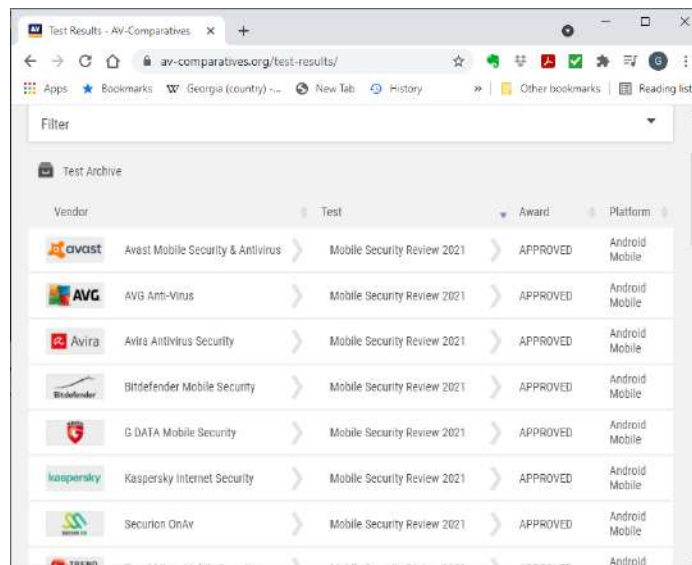 Test Results - AV-Comparatives
av-comparatives.org/test-results/
G
Apps Bookmarks W Georgia (country) -... New Tab History » Other bookmarks Reading list
Filter
Test Archive
Vendor Test Award Platform
avast Avast Mobile Security & Antivirus Mobile Security Review 2021 APPROVED Android
Mobile
AVG AVG Anti-Virus Mobile Security Review 2021 APPROVED Android
Mobile
Avira Avira Antivirus Security Mobile Security Review 2021 APPROVED Android
Mobile
Bitdefender Bitdefender Mobile Security Mobile Security Review 2021 APPROVED Android
Mobile
G DATA Mobile Security Mobile Security Review 2021 APPROVED Android
Mobile
kaspersky Kaspersky Internet Security Mobile Security Review 2021 APPROVED Android
Mobile
Securion OnAv Mobile Security Review 2021 APPROVED Android
Mobile
TREND Android